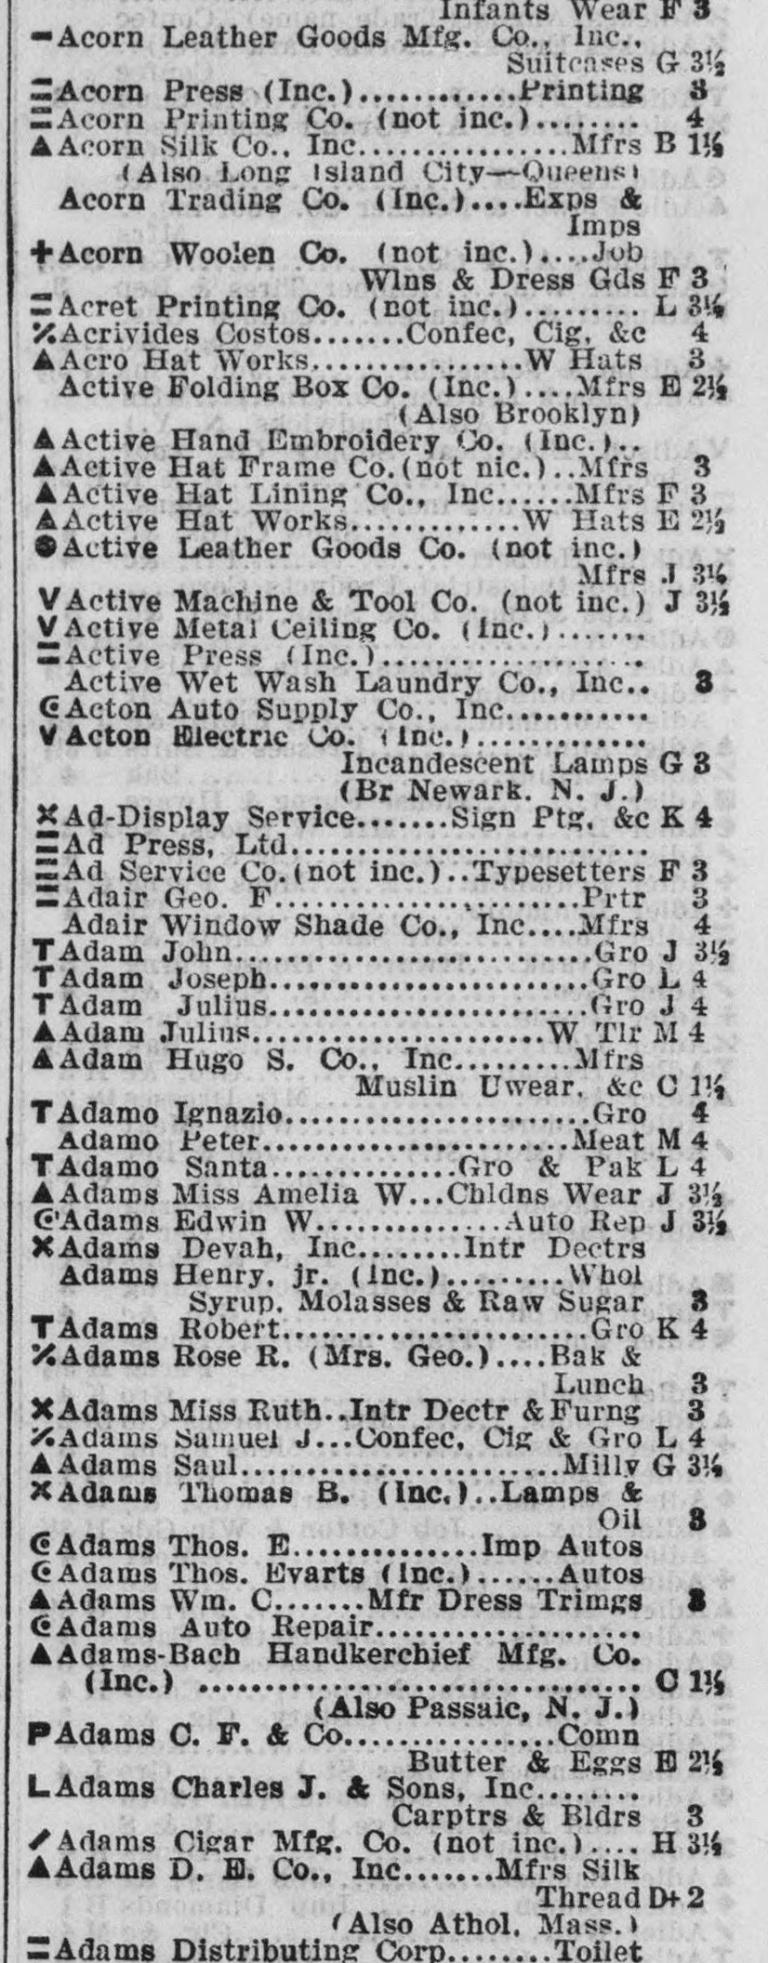 Infants Wear F 3
Acorn Leather Goods Mfg. Co., Inc.,
Suitcases G 3½
Acorn Press (Inc.)............Printing 3
Acorn Printing Co. (not inc.)........ 4
▲Acorn Silk Co., Inc................Mfrs B 1½
(Also Long Island City—Queens)
Acorn Trading Co. (Inc.)....Exps &
Imps
+Acorn Woolen Co. (not inc.)....Job
Wlns & Dress Gds F 3
Acret Printing Co. (not inc.)......... L 3½
Acrivides Costos.......Confec, Cig, &c 4
▲Acro Hat Works................W Hats 3
Active Folding Box Co. (Inc.)....Mfrs E 2½
(Also Brooklyn)
▲Active Hand Embroidery Co. (Inc.)..
▲Active Hat Frame Co.(not nic.)..Mfrs 3
▲Active Hat Lining Co., Inc......Mfrs F 3
▲Active Hat Works.............W Hats E 2½
●Active Leather Goods Co. (not inc.)
Mfrs J 3½
V Active Machine & Tool Co. (not inc.) J 3½
V Active Metal Ceiling Co. (Inc.).......
Active Press (Inc.)...................
Active Wet Wash Laundry Co., Inc.. 3
Acton Auto Supply Co., Inc...........
V Acton Electric Co. (Inc.).............
Incandescent Lamps G 3
(Br Newark, N. J.)
Ad-Display Service.......Sign Ptg, &c K 4
Ad Press, Ltd..........................
Ad Service Co.(not inc.)..Typesetters F 3
Adair Geo. F........................Prtr 3
Adair Window Shade Co., Inc....Mfrs 4
T Adam John............................Gro J 3½
T Adam Joseph.........................Gro L 4
T Adam Julius.........................Gro J 4
▲Adam Julius.......................W Tlr M 4
▲Adam Hugo S. Co., Inc.........Mfrs
Muslin Uwear, &c C 1½
T Adamo Ignazio........................Gro 4
Adamo Peter........................Meat M 4
T Adamo Santa..............Gro & Pak L 4
▲Adams Miss Amelia W...Chldns Wear J 3½
Adams Edwin W...............Auto Rep J 3½
Adams Devah, Inc........Intr Dectrs
Adams Henry, jr. (Inc.).........Whol
Syrup, Molasses & Raw Sugar 3
T Adams Robert........................Gro K 4
Adams Rose R. (Mrs. Geo.)....Bak &
Lunch 3
Adams Miss Ruth..Intr Dectr & Furng 3
Adams Samuel J...Confec, Cig & Gro L 4
▲Adams Saul.........................Milly G 3½
Adams Thomas B. (Inc.)..Lamps &
Oil 3
Adams Thos. E..............Imp Autos
Adams Thos. Evarts (Inc.)......Autos
▲Adams Wm. C.......Mfr Dress Trimgs 3
Adams Auto Repair....................
▲Adams-Bach Handkerchief Mfg. Co.
(Inc.) .................................. C 1½
(Also Passaic, N. J.)
P Adams C. F. & Co................Comn
Butter & Eggs E 2½
L Adams Charles J. & Sons, Inc........
Carptrs & Bldrs 3
Adams Cigar Mfg. Co. (not inc.).... H 3½
▲Adams D. E. Co., Inc.......Mfrs Silk
Thread D+ 2
(Also Athol, Mass.)
Adams Distributing Corp........Toilet